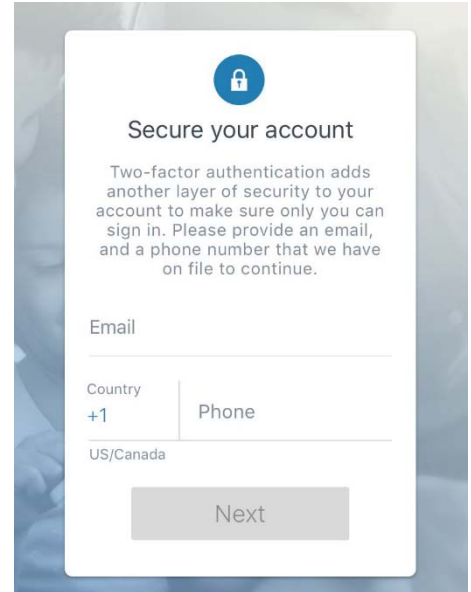 Secure your account
Two-factor authentication adds
another layer of security to your
account to make sure only you can
sign in. Please provide an email,
and a phone number that we have
on file to continue.
Email
Country
+1
Phone
US/Canada
Next